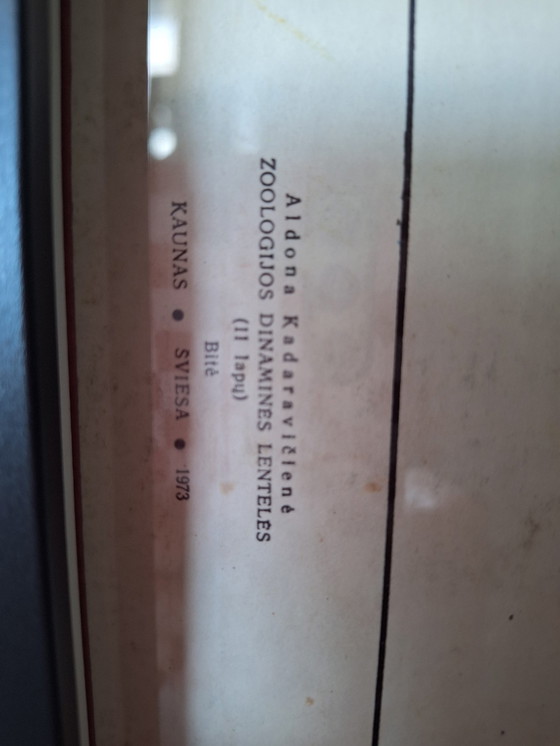 Aldona Kadaravičienė
ZOOLOGIJOS DINAMINĖS LENTELĖS
(11 lapų)
Bitė
KAUNAS ● ŠVIESA ● 1973